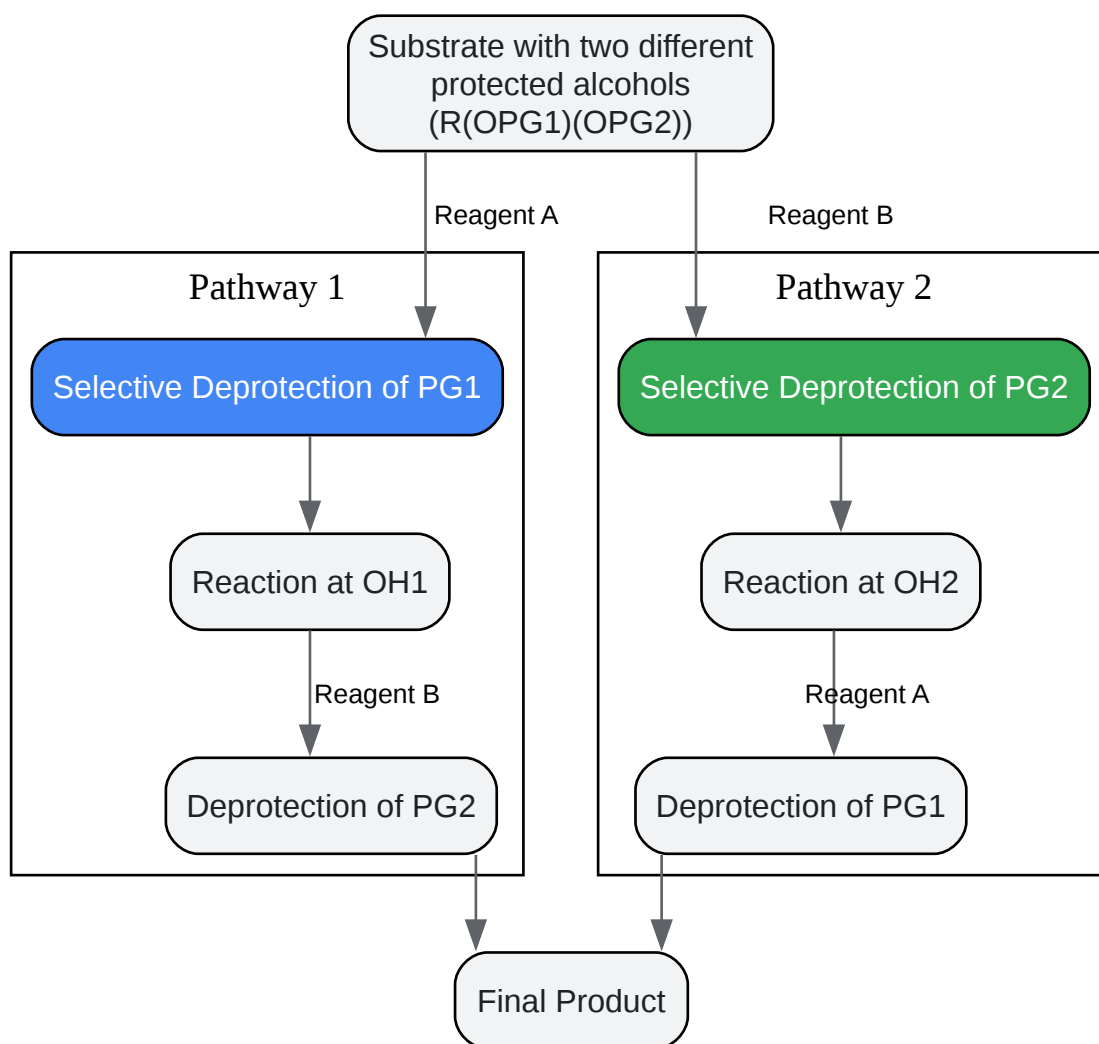 Substrate with two different
protected alcohols
(R(OPG1)(OPG2))
Reagent A
Reagent B
Pathway 1
Pathway 2
Selective Deprotection of PG1
Selective Deprotection of PG2
Reaction at OH1
Reaction at OH2
Reagent B
Reagent A
Deprotection of PG2
Deprotection of PG1
Final Product